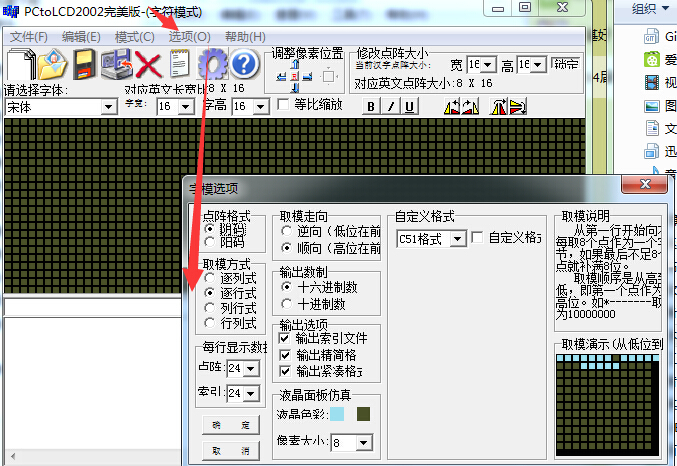 PCtoLCD2002完美版-(字符模式)
文件(F) 编辑(E) 模式(C) 选项(O) 帮助(H)
调整像素位置
修改点阵大小
当前汉字点阵大小: 宽 16 高 16 锁定
对应英文点阵大小:8 X 16
请选择字体: 对应英文长宽比8 X 16
宋体 字宽: 16 字高 16 等比缩放
B I U
字模选项
点阵格式
阴码
阳码
取模方式
逐列式
逐行式
列行式
行列式
每行显示数据
点阵: 24
索引: 24
确 定
取 消
取模走向
逆向(低位在前
顺向(高位在前
输出数制
十六进制数
十进制数
输出选项
输出索引文件
输出精简格
输出紧凑格式
液晶面板仿真
液晶色彩:
像素大小: 8
自定义格式
C51格式 自定义格式
取模说明
从第一行开始向
每取8个点作为一个
节,如果最后不足8个
点就补满8位。
取模顺序是从高
低,即第一个点作为
高位。如*-------取
为10000000
取模演示(从低位到
组织
Gi
爱
视
图
文
迅
音